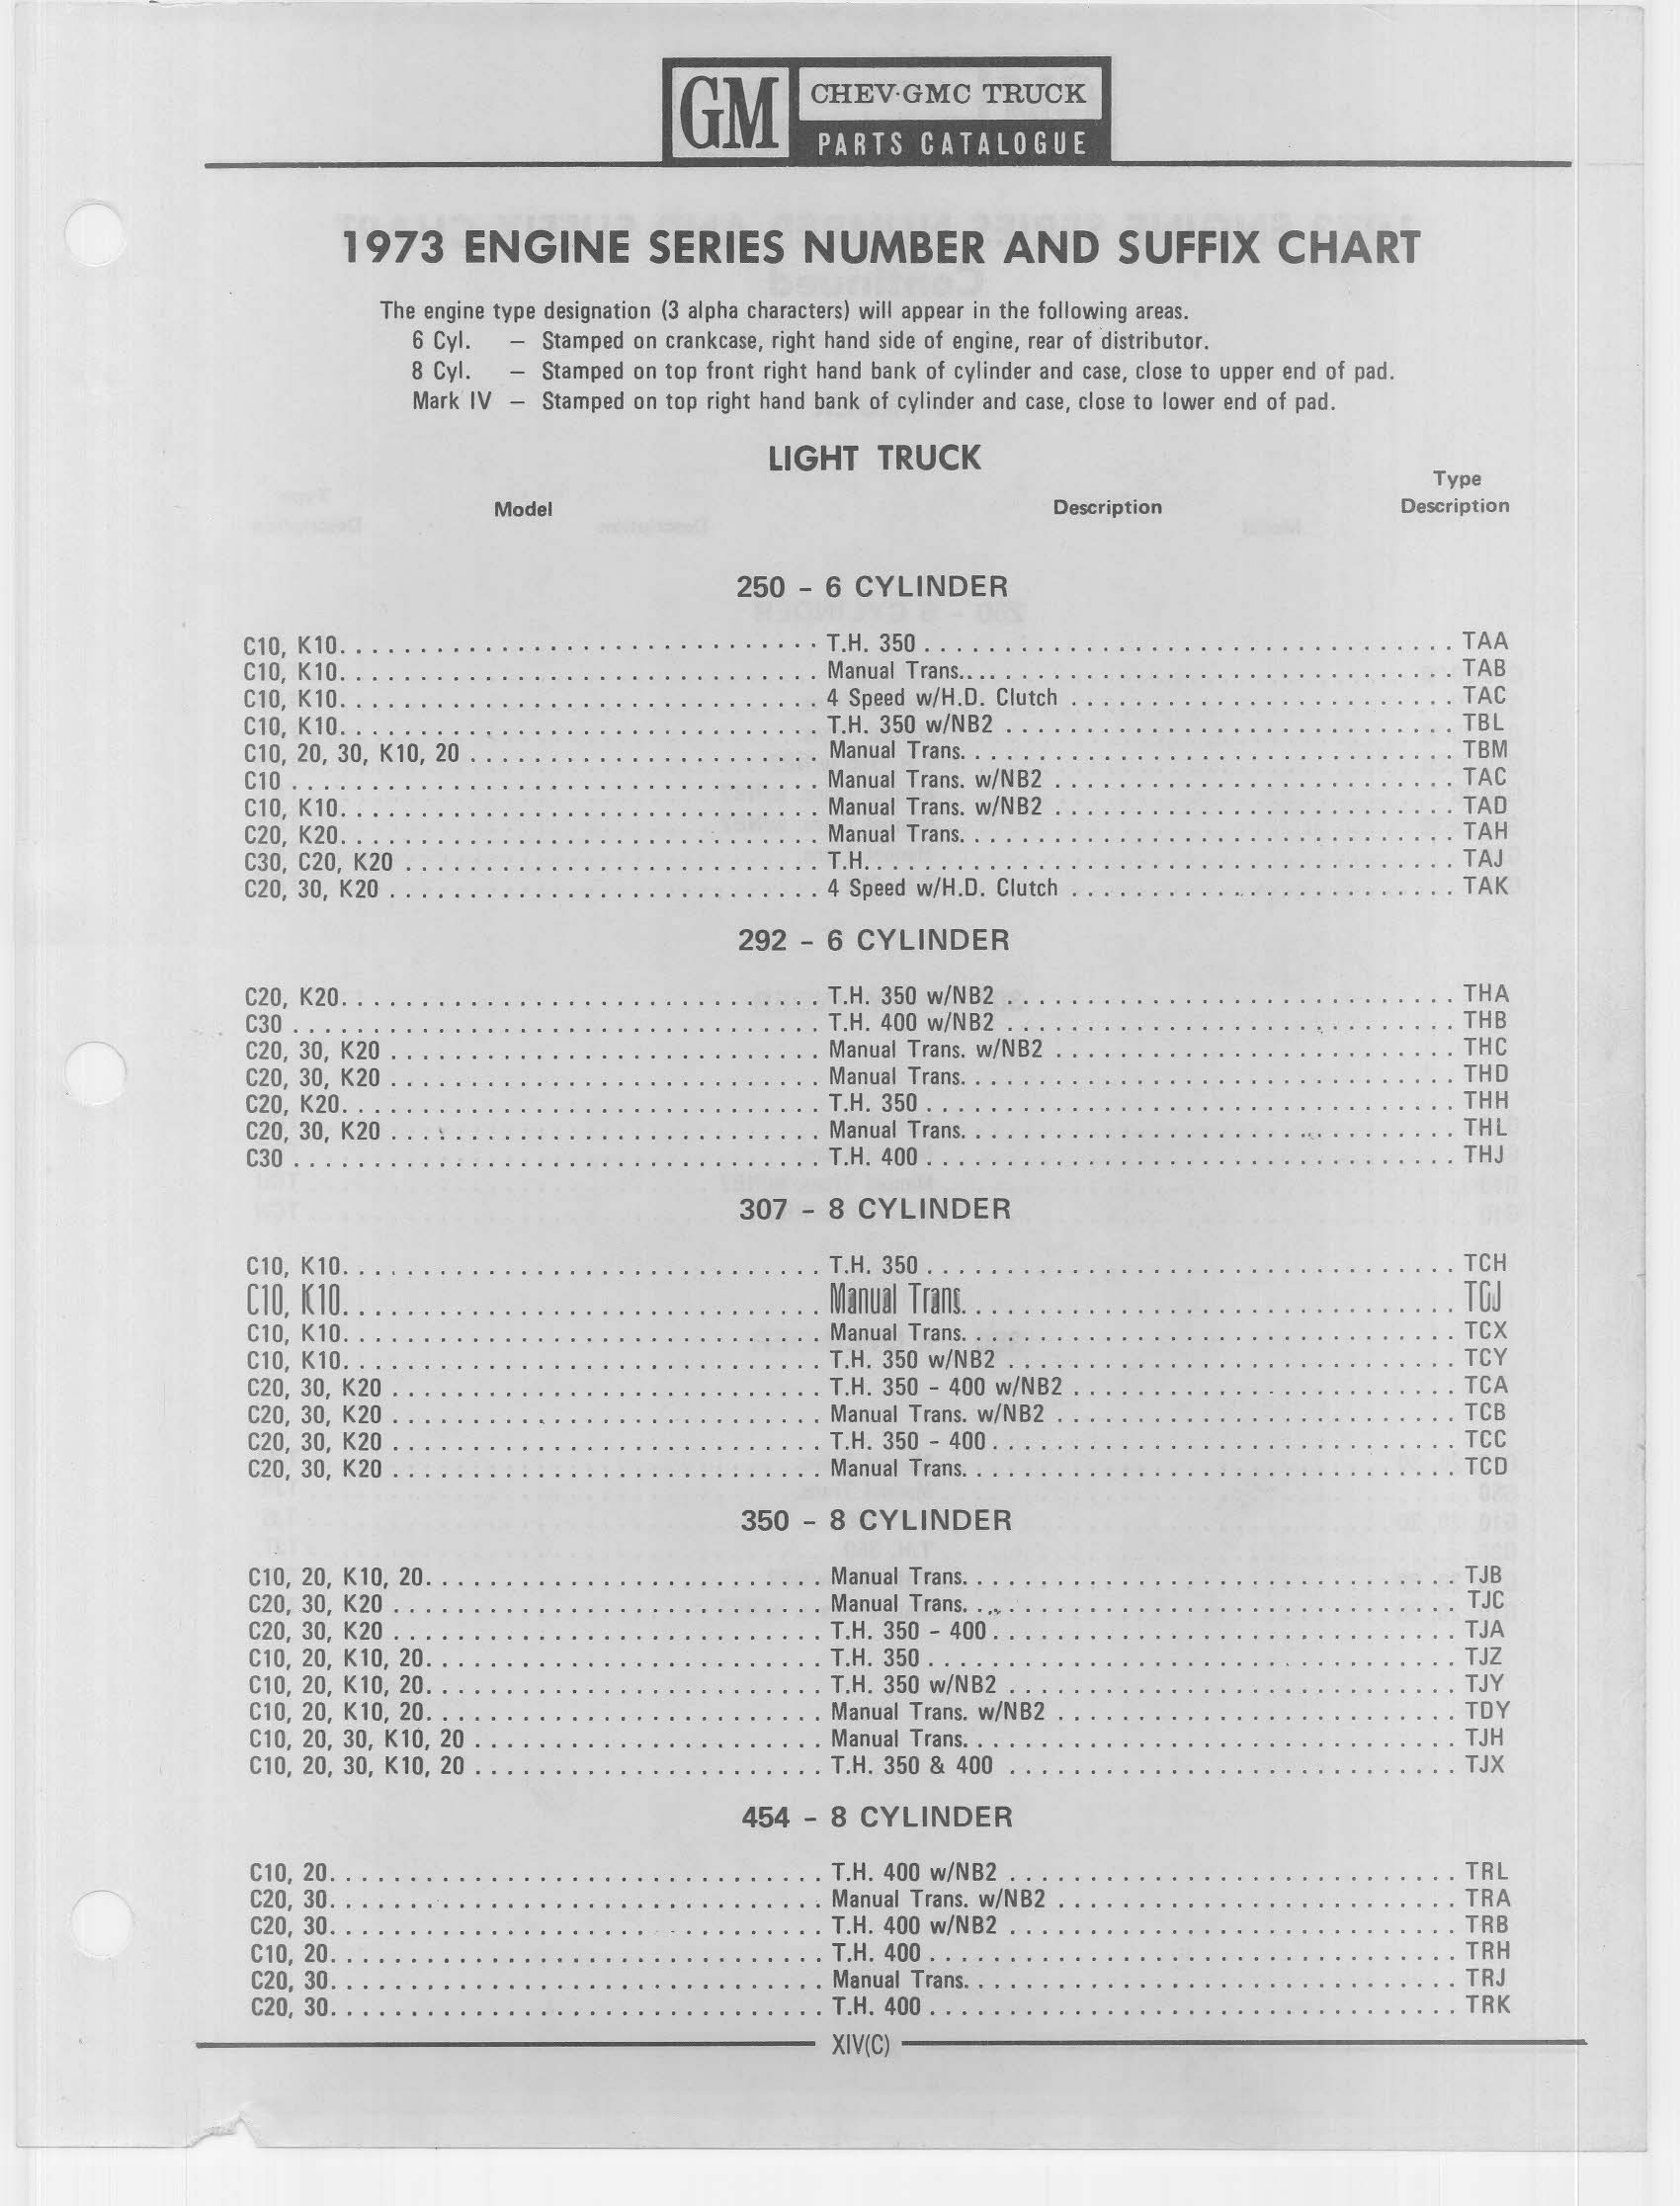 GM CHEV·GMC TRUCK
PARTS CATALOGUE
1973 ENGINE SERIES NUMBER AND SUFFIX CHART
The engine type designation (3 alpha characters) will appear in the following areas.
6 Cyl. — Stamped on crankcase, right hand side of engine, rear of distributor.
8 Cyl. — Stamped on top front right hand bank of cylinder and case, close to upper end of pad.
Mark IV — Stamped on top right hand bank of cylinder and case, close to lower end of pad.
LIGHT TRUCK
Model Description Type Description
250 - 6 CYLINDER
C10, K10. T.H. 350 TAA
C10, K10. Manual Trans. TAB
C10, K10. 4 Speed w/H.D. Clutch TAC
C10, K10. T.H. 350 w/NB2 TBL
C10, 20, 30, K10, 20 Manual Trans. TBM
C10 Manual Trans. w/NB2 TAC
C10, K10. Manual Trans. w/NB2 TAD
C20, K20. Manual Trans. TAH
C30, C20, K20 T.H. TAJ
C20, 30, K20 4 Speed w/H.D. Clutch TAK
292 - 6 CYLINDER
C20, K20. T.H. 350 w/NB2 THA
C30 T.H. 400 w/NB2 THB
C20, 30, K20 Manual Trans. w/NB2 THC
C20, 30, K20 Manual Trans. THD
C20, K20. T.H. 350 THH
C20, 30, K20 Manual Trans. THL
C30 T.H. 400 THJ
307 - 8 CYLINDER
C10, K10. T.H. 350 TCH
C10, K10. Manual Trans. TCJ
C10, K10. Manual Trans. TCX
C10, K10. T.H. 350 w/NB2 TCY
C20, 30, K20 T.H. 350 - 400 w/NB2 TCA
C20, 30, K20 Manual Trans. w/NB2 TCB
C20, 30, K20 T.H. 350 - 400 TCC
C20, 30, K20 Manual Trans. TCD
350 - 8 CYLINDER
C10, 20, K10, 20. Manual Trans. TJB
C20, 30, K20 Manual Trans. TJC
C20, 30, K20 T.H. 350 - 400 TJA
C10, 20, K10, 20. T.H. 350 TJZ
C10, 20, K10, 20. T.H. 350 w/NB2 TJY
C10, 20, K10, 20. Manual Trans. w/NB2 TDY
C10, 20, 30, K10, 20 Manual Trans. TJH
C10, 20, 30, K10, 20 T.H. 350 & 400 TJX
454 - 8 CYLINDER
C10, 20. T.H. 400 w/NB2 TRL
C20, 30. Manual Trans. w/NB2 TRA
C20, 30. T.H. 400 w/NB2 TRB
C10, 20. T.H. 400 TRH
C20, 30. Manual Trans. TRJ
C20, 30. T.H. 400 TRK
XIV(C)